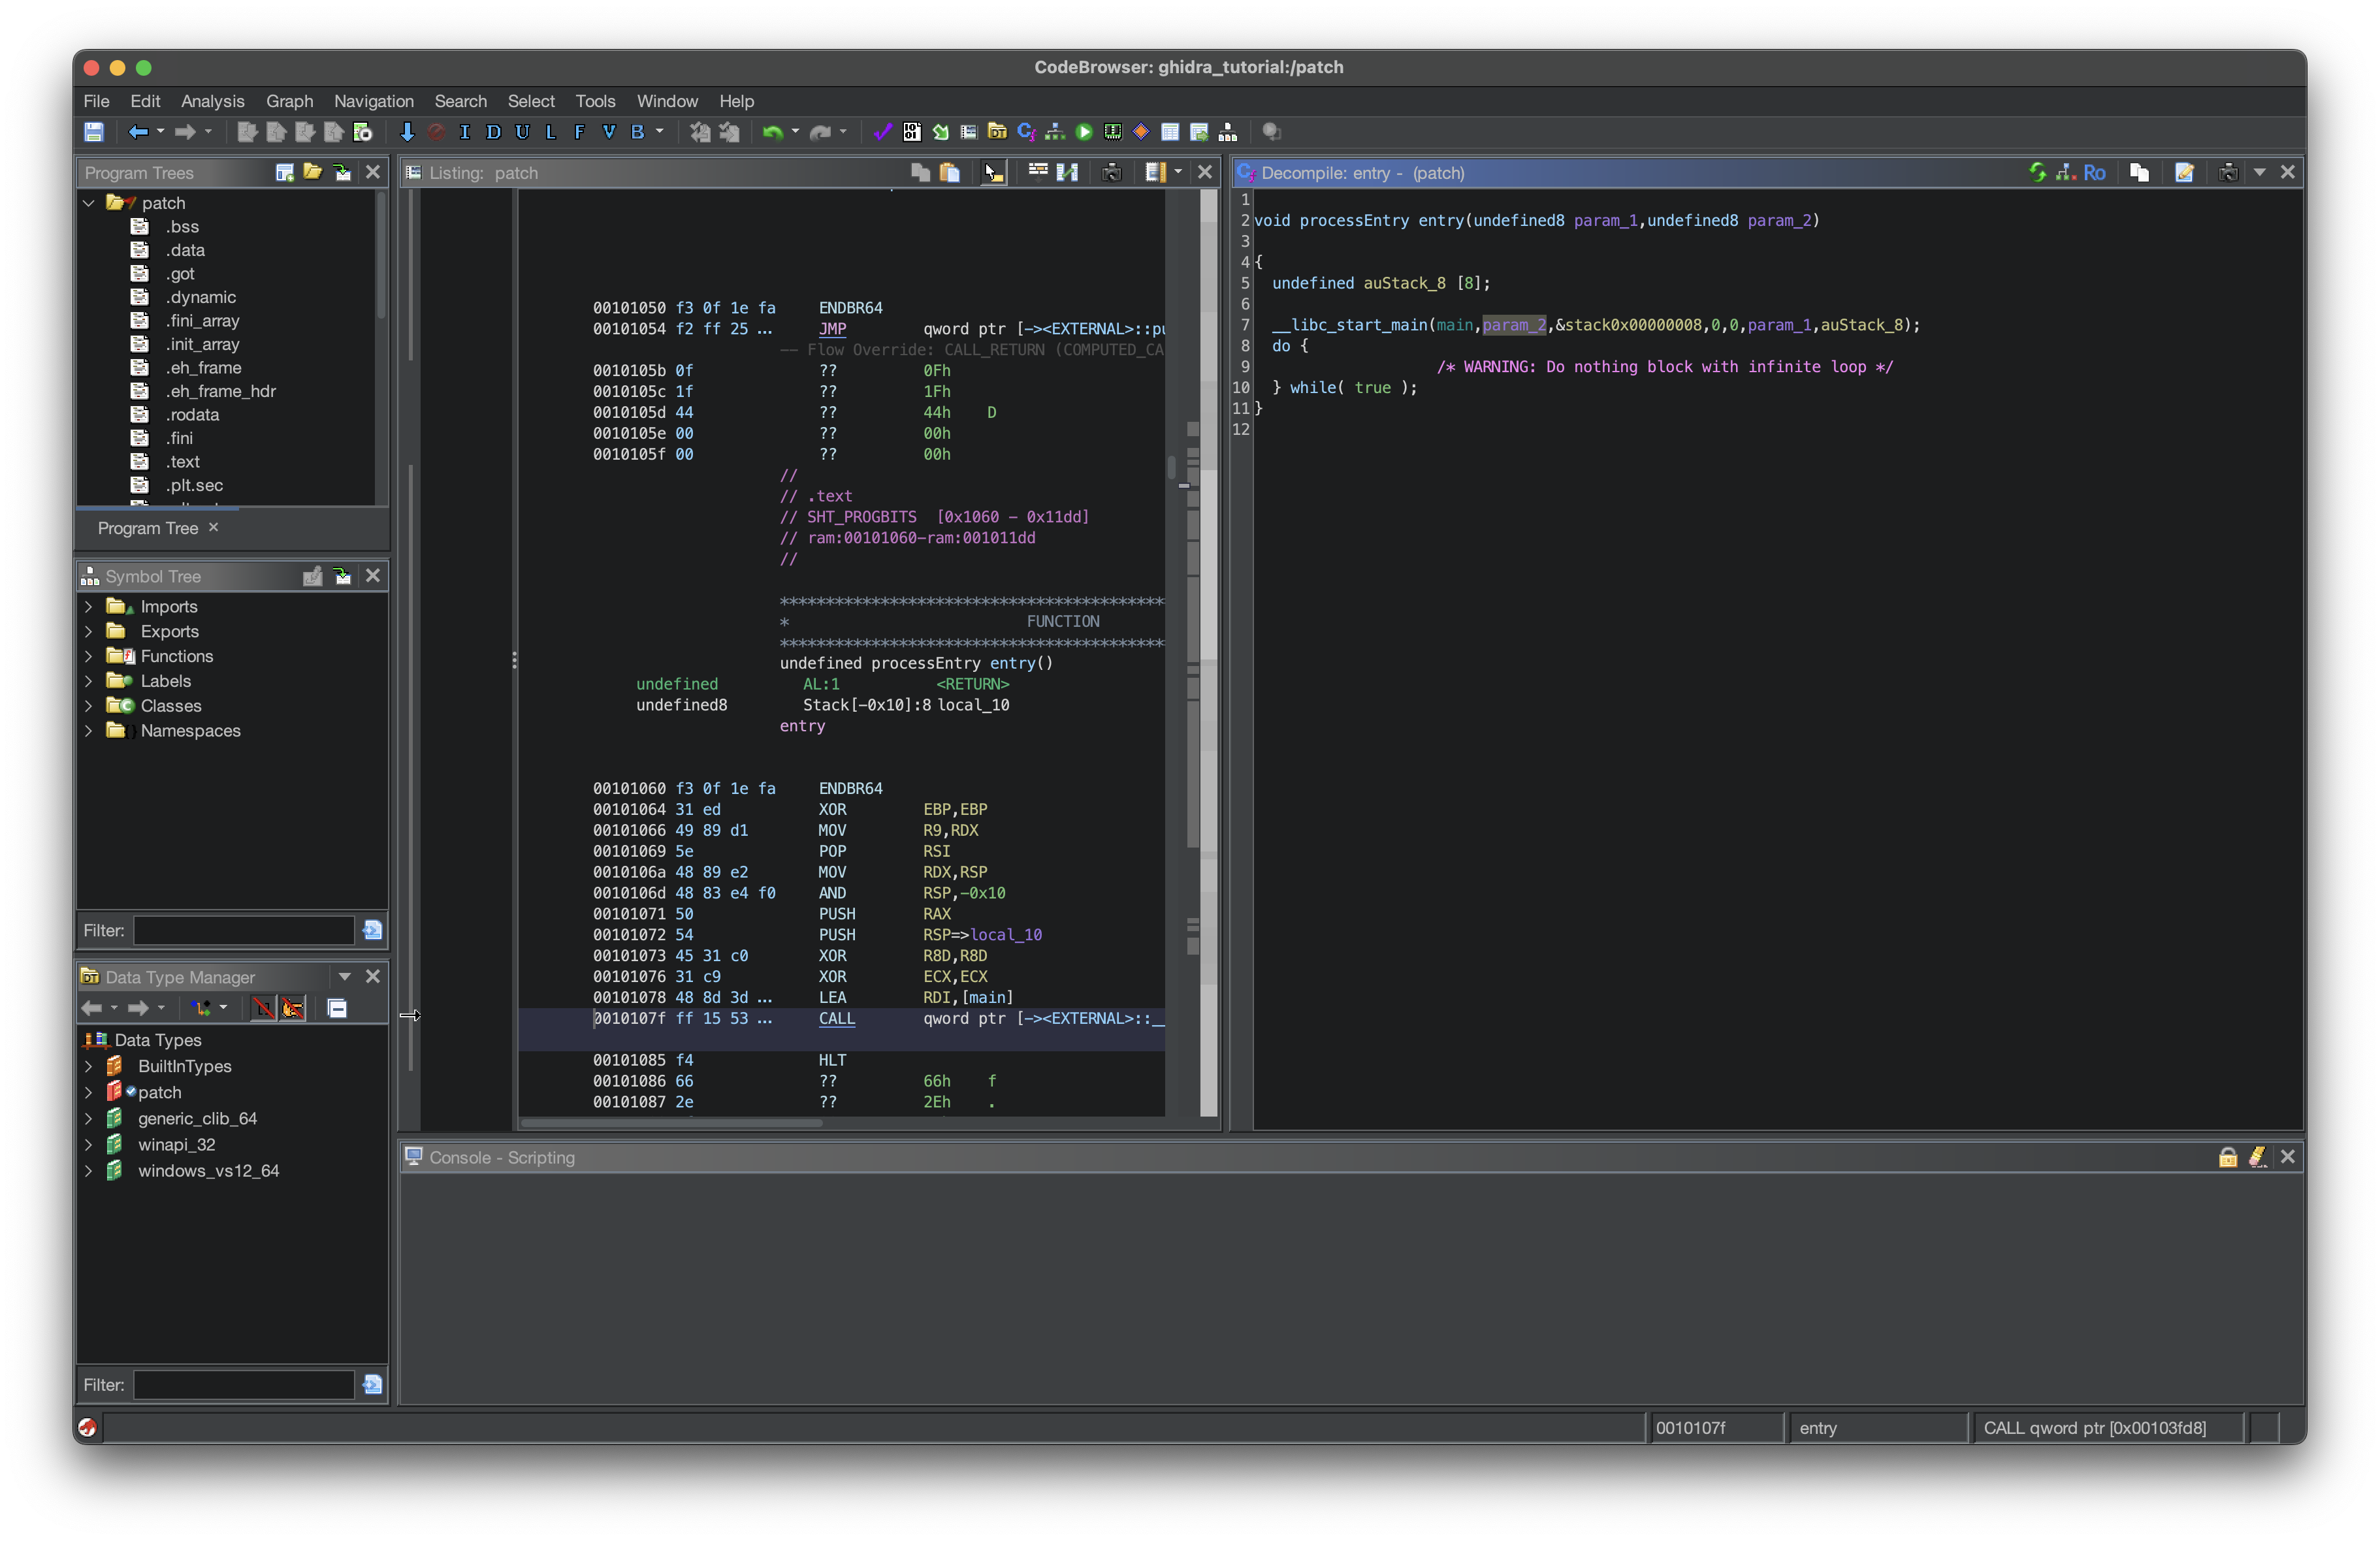 CodeBrowser: ghidra_tutorial:/patch
File Edit Analysis Graph Navigation Search Select Tools Window Help
I D U L F V B
Program Trees
patch
.bss
.data
.got
.dynamic
.fini_array
.init_array
.eh_frame
.eh_frame_hdr
.rodata
.fini
.text
.plt.sec
Program Tree
Symbol Tree
Imports
Exports
Functions
Labels
Classes
Namespaces
Filter:
Data Type Manager
Data Types
BuiltInTypes
patch
generic_clib_64
winapi_32
windows_vs12_64
Filter:
Listing: patch
00101050 f3 0f 1e fa ENDBR64
00101054 f2 ff 25 ... JMP qword ptr [-><EXTERNAL>::pu
-- Flow Override: CALL_RETURN (COMPUTED_CA
0010105b 0f ?? 0Fh
0010105c 1f ?? 1Fh
0010105d 44 ?? 44h D
0010105e 00 ?? 00h
0010105f 00 ?? 00h
//
// .text
// SHT_PROGBITS [0x1060 - 0x11dd]
// ram:00101060-ram:001011dd
//
******************************************
* FUNCTION
******************************************
undefined processEntry entry()
undefined AL:1 <RETURN>
undefined8 Stack[-0x10]:8 local_10
entry
00101060 f3 0f 1e fa ENDBR64
00101064 31 ed XOR EBP,EBP
00101066 49 89 d1 MOV R9,RDX
00101069 5e POP RSI
0010106a 48 89 e2 MOV RDX,RSP
0010106d 48 83 e4 f0 AND RSP,-0x10
00101071 50 PUSH RAX
00101072 54 PUSH RSP=>local_10
00101073 45 31 c0 XOR R8D,R8D
00101076 31 c9 XOR ECX,ECX
00101078 48 8d 3d ... LEA RDI,[main]
0010107f ff 15 53 ... CALL qword ptr [-><EXTERNAL>::__
00101085 f4 HLT
00101086 66 ?? 66h f
00101087 2e ?? 2Eh .
Decompile: entry - (patch)
Ro
1
2 void processEntry entry(undefined8 param_1,undefined8 param_2)
3
4 {
5 undefined auStack_8 [8];
6
7 __libc_start_main(main,param_2,&stack0x00000008,0,0,param_1,auStack_8);
8 do {
9 /* WARNING: Do nothing block with infinite loop */
10 } while( true );
11 }
12
Console - Scripting
0010107f entry CALL qword ptr [0x00103fd8]